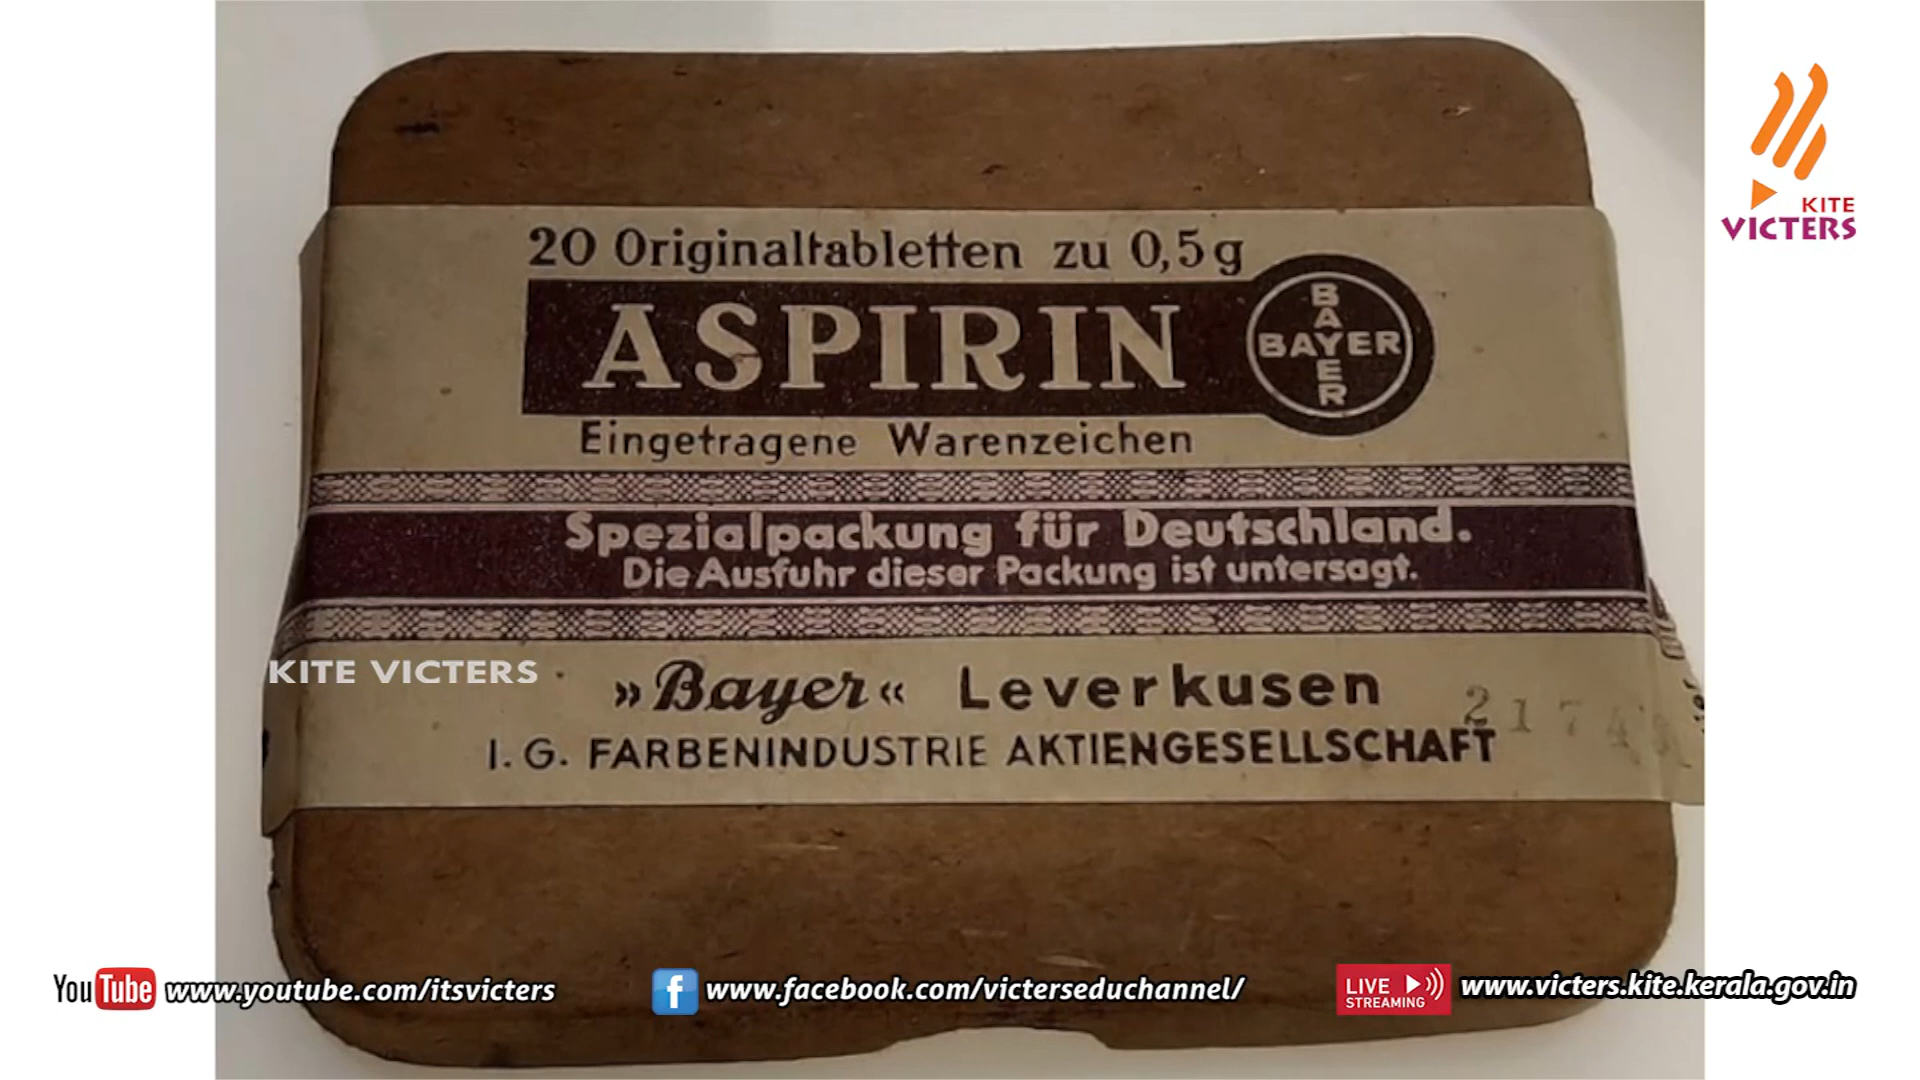 20 Originaltabletten zu 0,5g
ASPIRIN
BAYER
BAYER
Eingetragene Warenzeichen
Spezialpackung für Deutschland.
Die Ausfuhr dieser Packung ist untersagt.
»Bayer« Leverkusen
I. G. FARBENINDUSTRIE AKTIENGESELLSCHAFT
KITE VICTERS
KITE
VICTERS
YouTube www.youtube.com/itsvicters
f www.facebook.com/victerseduchannel/
LIVE STREAMING www.victers.kite.kerala.gov.in